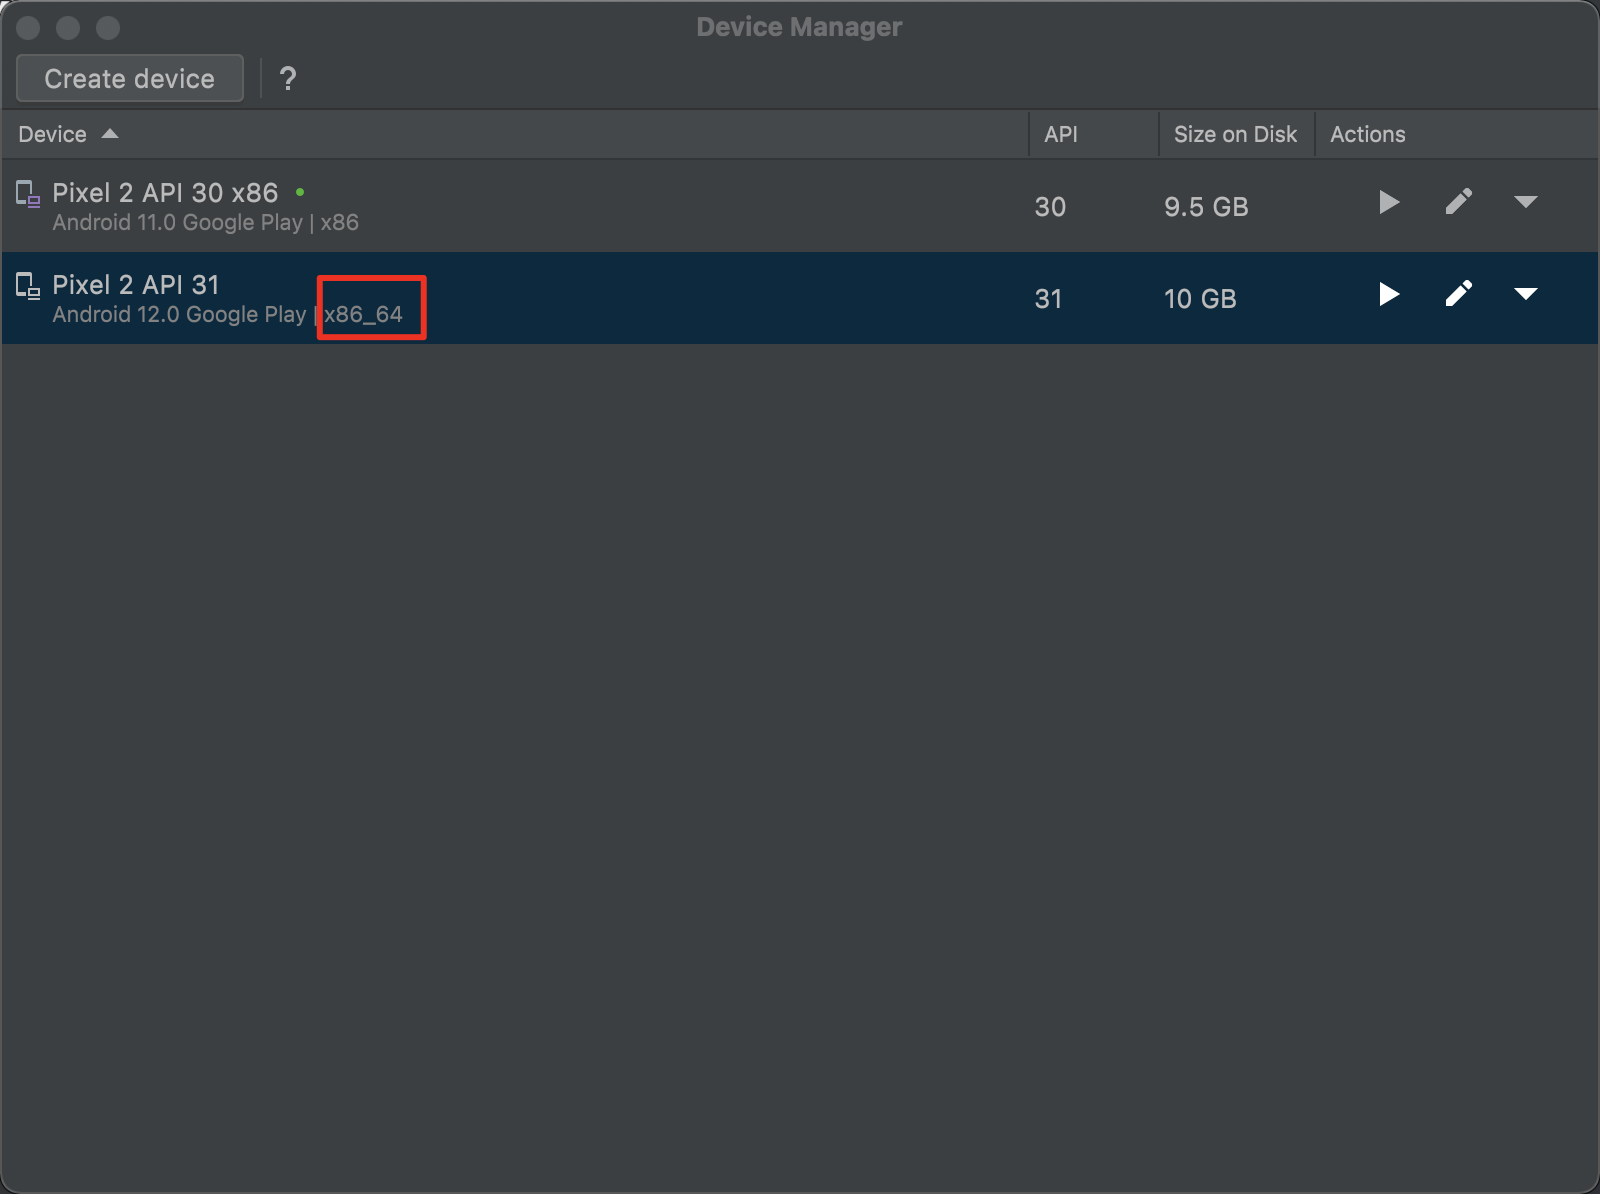 Device Manager
Create device ?
Device API Size on Disk Actions
Pixel 2 API 30 x86
Android 11.0 Google Play | x86
30 9.5 GB
Pixel 2 API 31
Android 12.0 Google Play | x86_64
31 10 GB